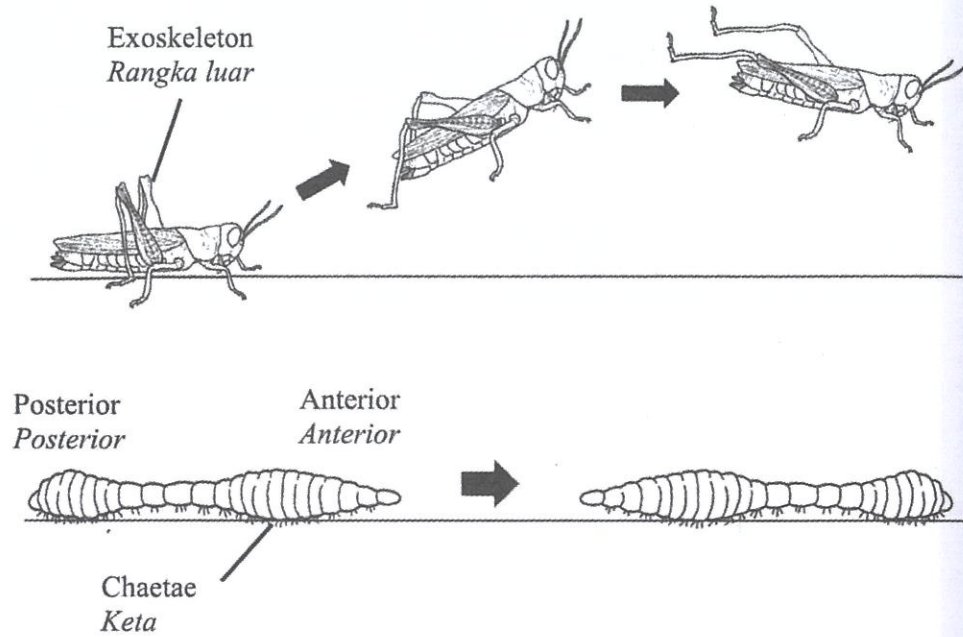 Exoskeleton
Rangka luar
Posterior
Posterior
Anterior
Anterior
Chaetae
Keta